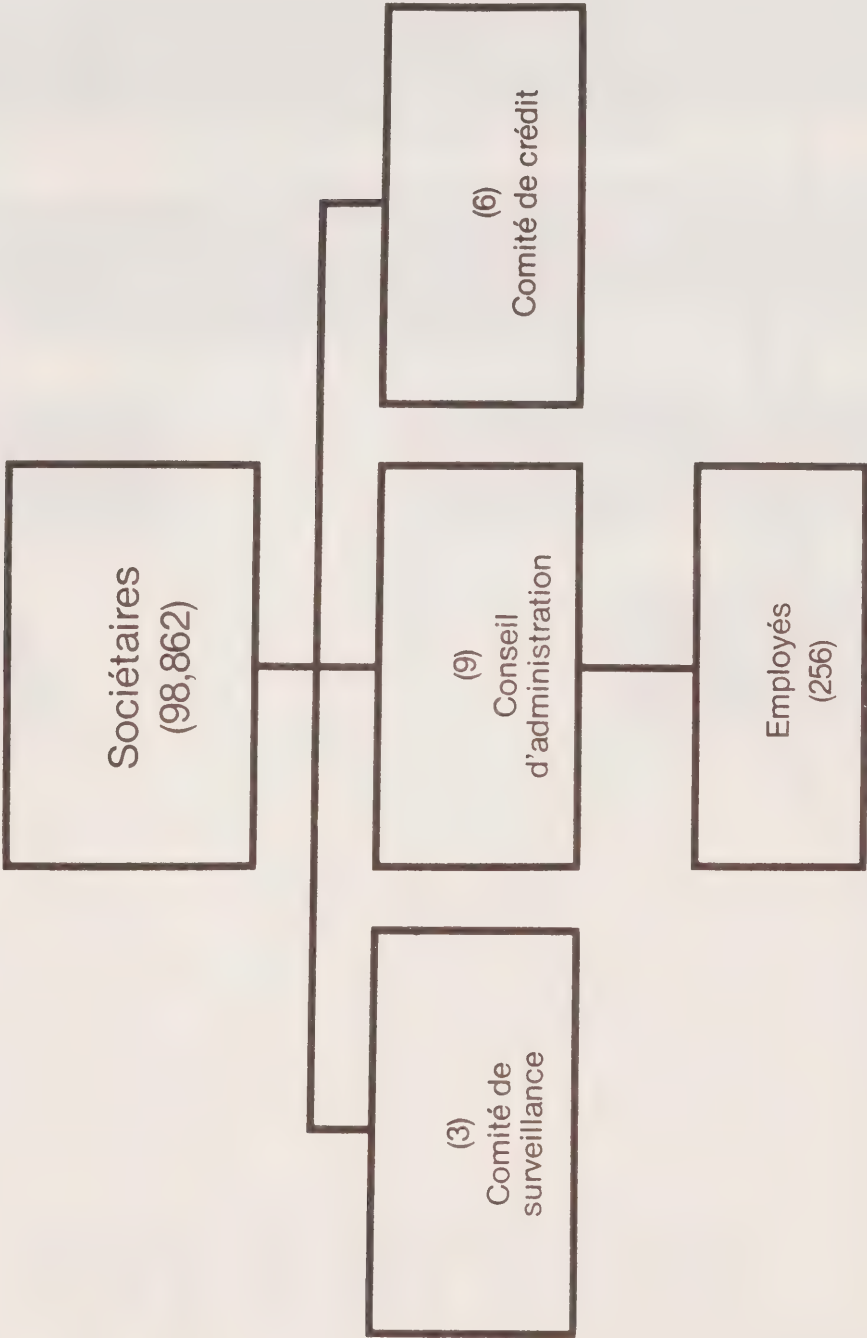 Sociétaires
(98,862)
(3)
Comité de
surveillance
(9)
Conseil
d'administration
(6)
Comité de crédit
Employés
(256)